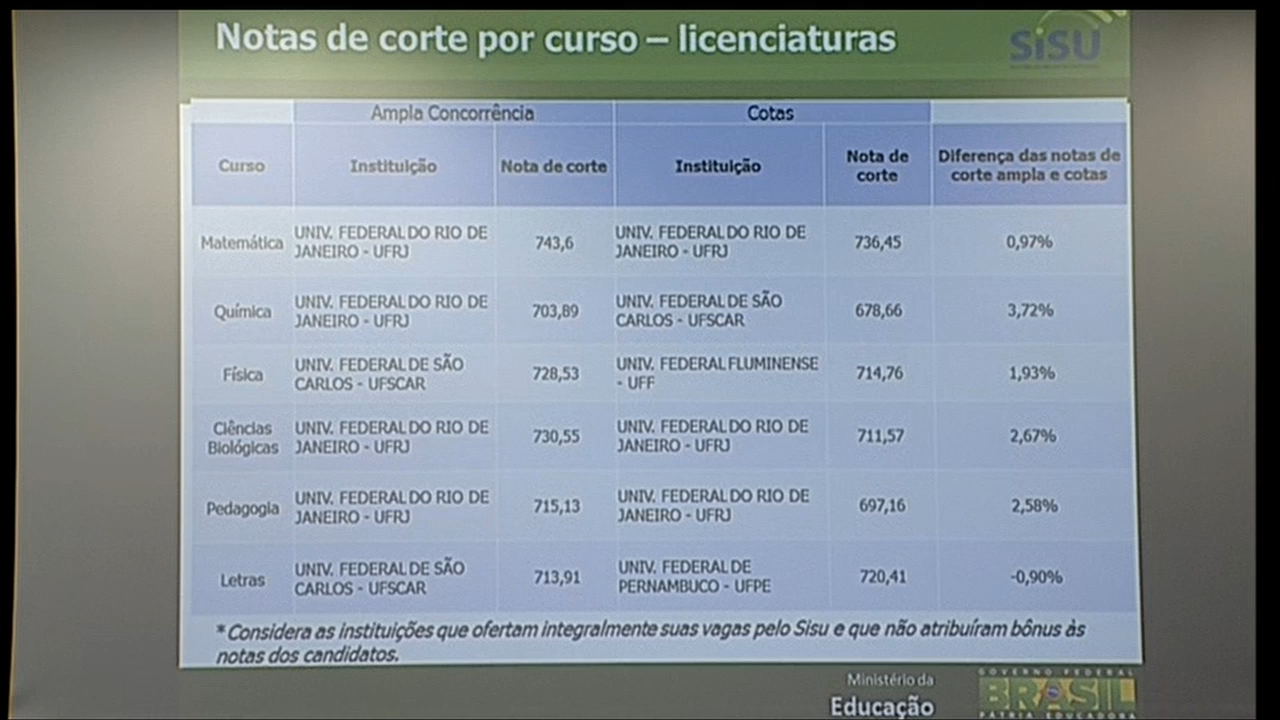 Notas de corte por curso – licenciaturas
SiSU
Ampla Concorrência
Cotas
Curso
Instituição
Nota de corte
Instituição
Nota de
corte
Diferença das notas de
corte ampla e cotas
Matemática
UNIV. FEDERAL DO RIO DE
JANEIRO - UFRJ
743,6
UNIV. FEDERAL DO RIO DE
JANEIRO - UFRJ
736,45
0,97%
Química
UNIV. FEDERAL DO RIO DE
JANEIRO - UFRJ
703,89
UNIV. FEDERAL DE SÃO
CARLOS - UFSCAR
678,66
3,72%
Física
UNIV. FEDERAL DE SÃO
CARLOS - UFSCAR
728,53
UNIV. FEDERAL FLUMINENSE
- UFF
714,76
1,93%
Ciências
Biológicas
UNIV. FEDERAL DO RIO DE
JANEIRO - UFRJ
730,55
UNIV. FEDERAL DO RIO DE
JANEIRO - UFRJ
711,57
2,67%
Pedagogia
UNIV. FEDERAL DO RIO DE
JANEIRO - UFRJ
715,13
UNIV. FEDERAL DO RIO DE
JANEIRO - UFRJ
697,16
2,58%
Letras
UNIV. FEDERAL DE SÃO
CARLOS - UFSCAR
713,91
UNIV. FEDERAL DE
PERNAMBUCO - UFPE
720,41
-0,90%
* Considera as instituições que ofertam integralmente suas vagas pelo Sisu e que não atribuíram bônus às
notas dos candidatos.
Ministério da
Educação
GOVERNO FEDERAL
BRASIL
PÁTRIA EDUCADORA